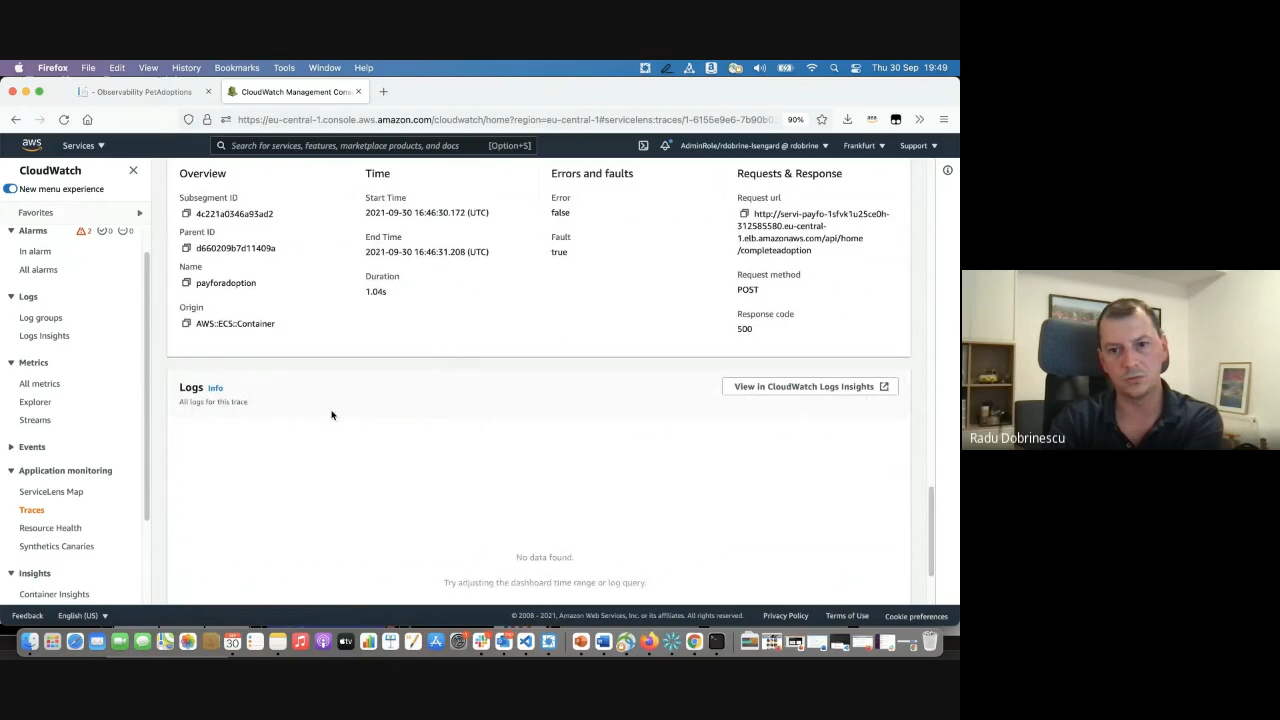 Firefox File Edit View History Bookmarks Tools Window Help Thu 30 Sep 19:49
- Observability PetAdoptions
CloudWatch Management Cons
https://eu-central-1.console.aws.amazon.com/cloudwatch/home?region=eu-central-1#servicelens:traces/1-6155e9e6-7b90b0 90%
aws Services Search for services, features, marketplace products, and docs [Option+S] AdminRole/rdobrine-Isengard @ rdobrine Frankfurt Support
CloudWatch
New menu experience
Favorites
Alarms 2 0 0
In alarm
All alarms
Logs
Log groups
Logs Insights
Metrics
All metrics
Explorer
Streams
Events
Application monitoring
ServiceLens Map
Traces
Resource Health
Synthetics Canaries
Insights
Container Insights
Overview
Subsegment ID
4c221a0346a93ad2
Parent ID
d660209b7d11409a
Name
payforadoption
Origin
AWS::ECS::Container
Time
Start Time
2021-09-30 16:46:30.172 (UTC)
End Time
2021-09-30 16:46:31.208 (UTC)
Duration
1.04s
Errors and faults
Error
false
Fault
true
Requests & Response
Request url
http://servi-payfo-1sfvk1u25ce0h-
312585580.eu-central-
1.elb.amazonaws.com/api/home
/completeadoption
Request method
POST
Response code
500
Logs Info
All logs for this trace
View in CloudWatch Logs Insights
No data found.
Try adjusting the dashboard time range or log query.
Feedback English (US) © 2008 - 2021, Amazon Web Services, Inc. or its affiliates. All rights reserved. Privacy Policy Terms of Use Cookie preferences
Radu Dobrinescu